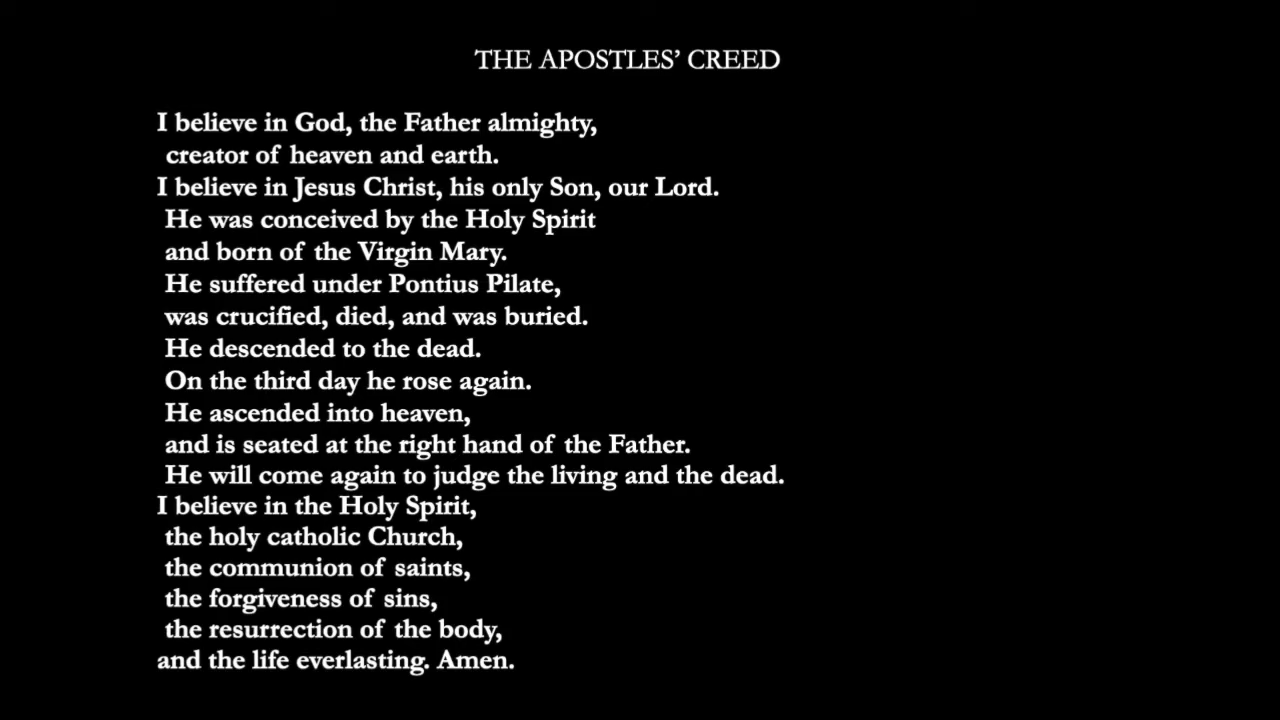 THE APOSTLES’ CREED
I believe in God, the Father almighty,
creator of heaven and earth.
I believe in Jesus Christ, his only Son, our Lord.
He was conceived by the Holy Spirit
and born of the Virgin Mary.
He suffered under Pontius Pilate,
was crucified, died, and was buried.
He descended to the dead.
On the third day he rose again.
He ascended into heaven,
and is seated at the right hand of the Father.
He will come again to judge the living and the dead.
I believe in the Holy Spirit,
the holy catholic Church,
the communion of saints,
the forgiveness of sins,
the resurrection of the body,
and the life everlasting. Amen.